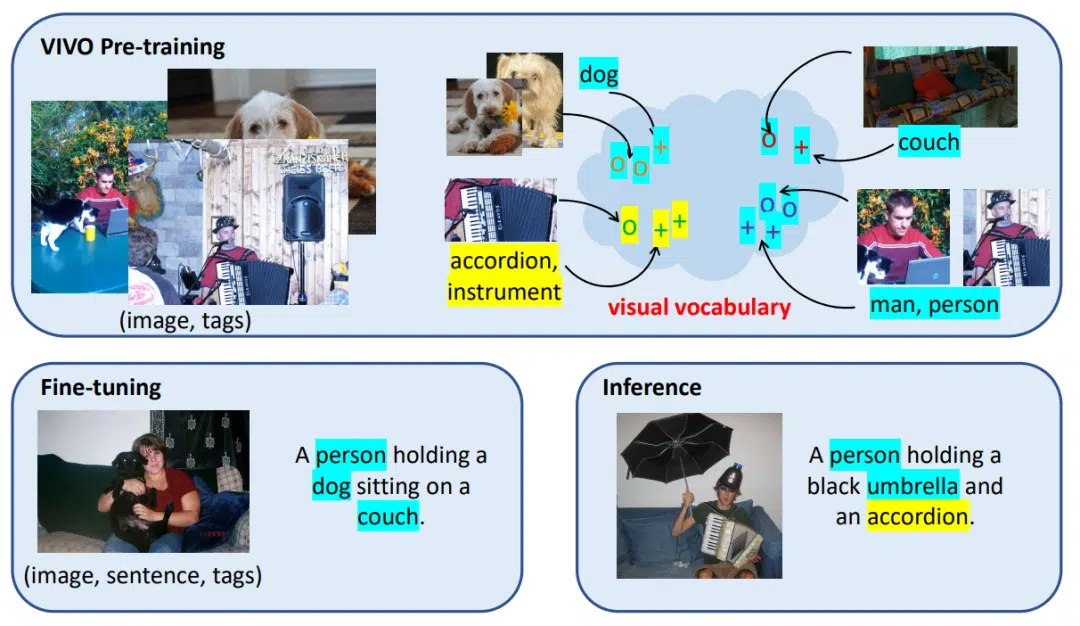 VIVO Pre-training
dog
couch
accordion,
instrument
visual vocabulary
man, person
(image, tags)
Fine-tuning
A person holding a
dog sitting on a
couch.
(image, sentence, tags)
Inference
A person holding a
black umbrella and
an accordion.